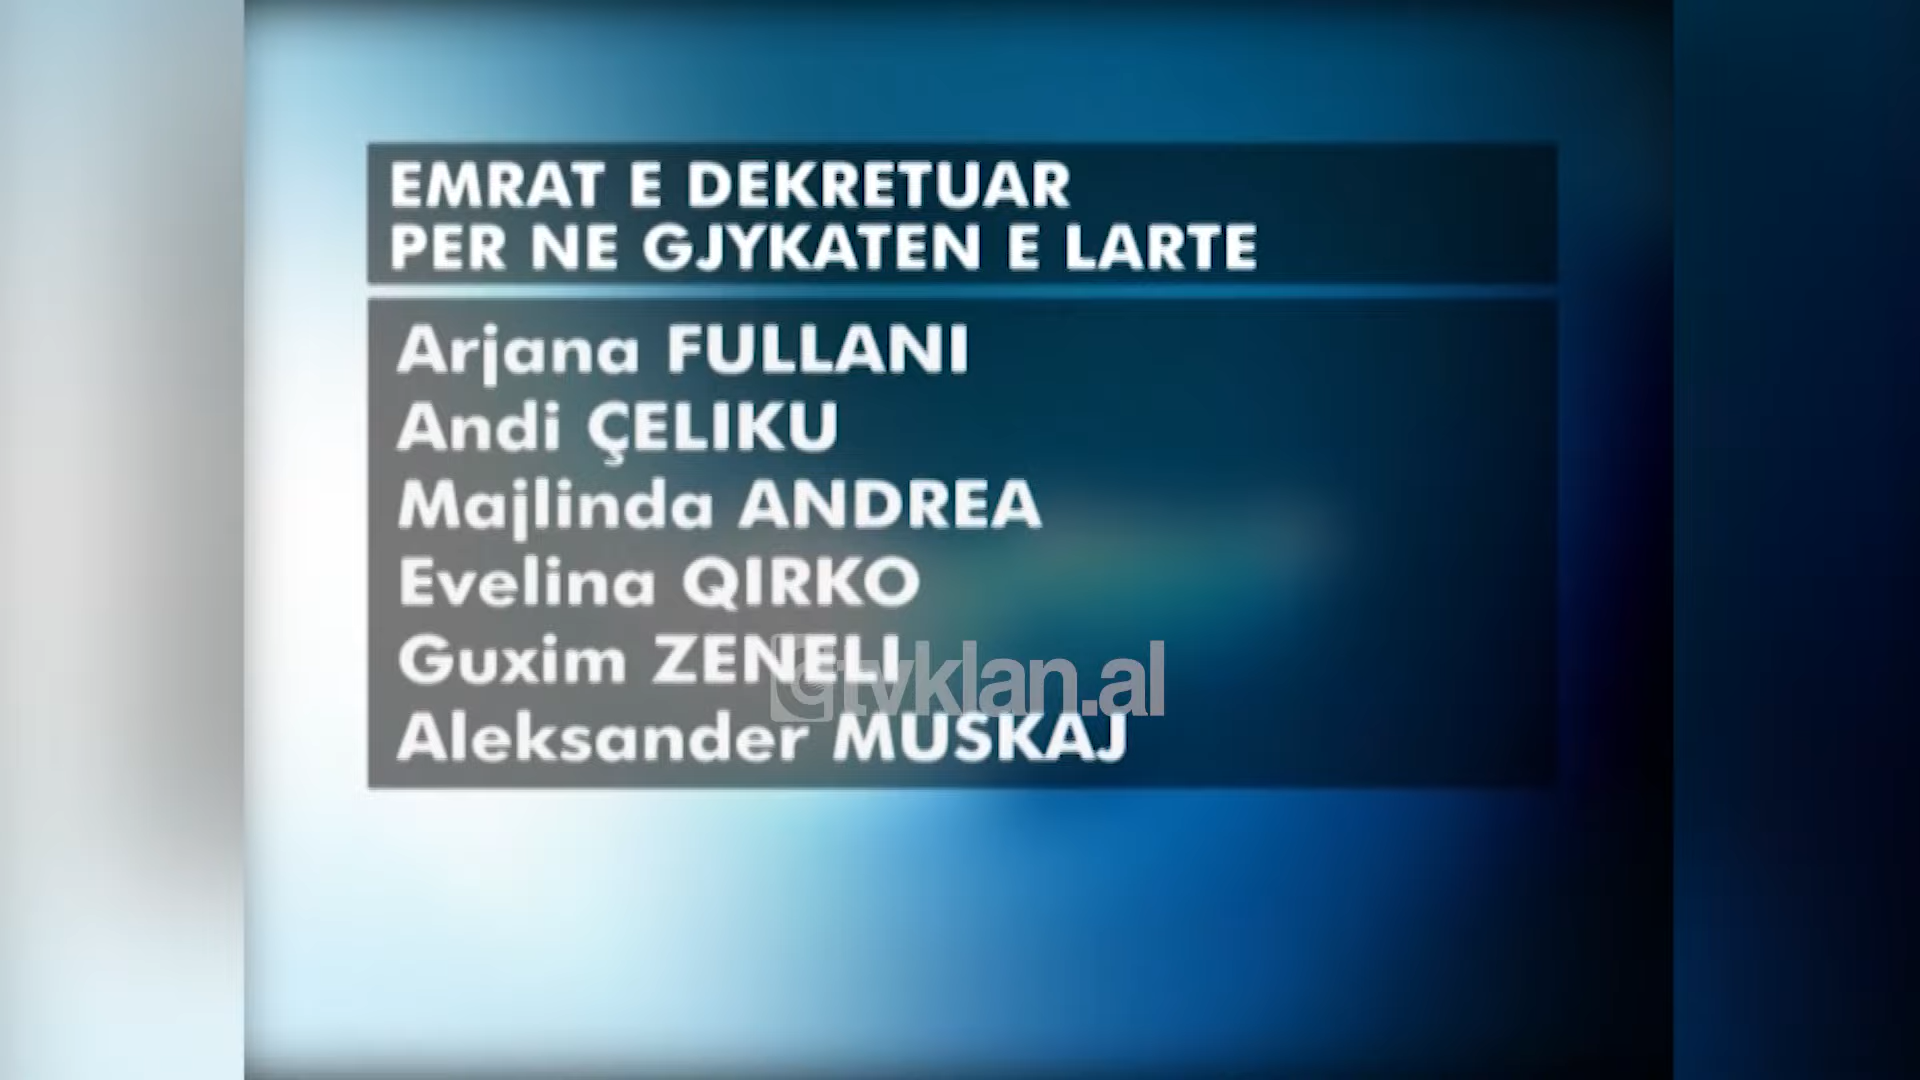 EMRAT E DEKRETUAR
PER NE GJYKATEN E LARTE
Arjana FULLANI
Andi ÇELIKU
Majlinda ANDREA
Evelina QIRKO
Guxim ZENELI
tvklan.al
Aleksander MUSKAJ